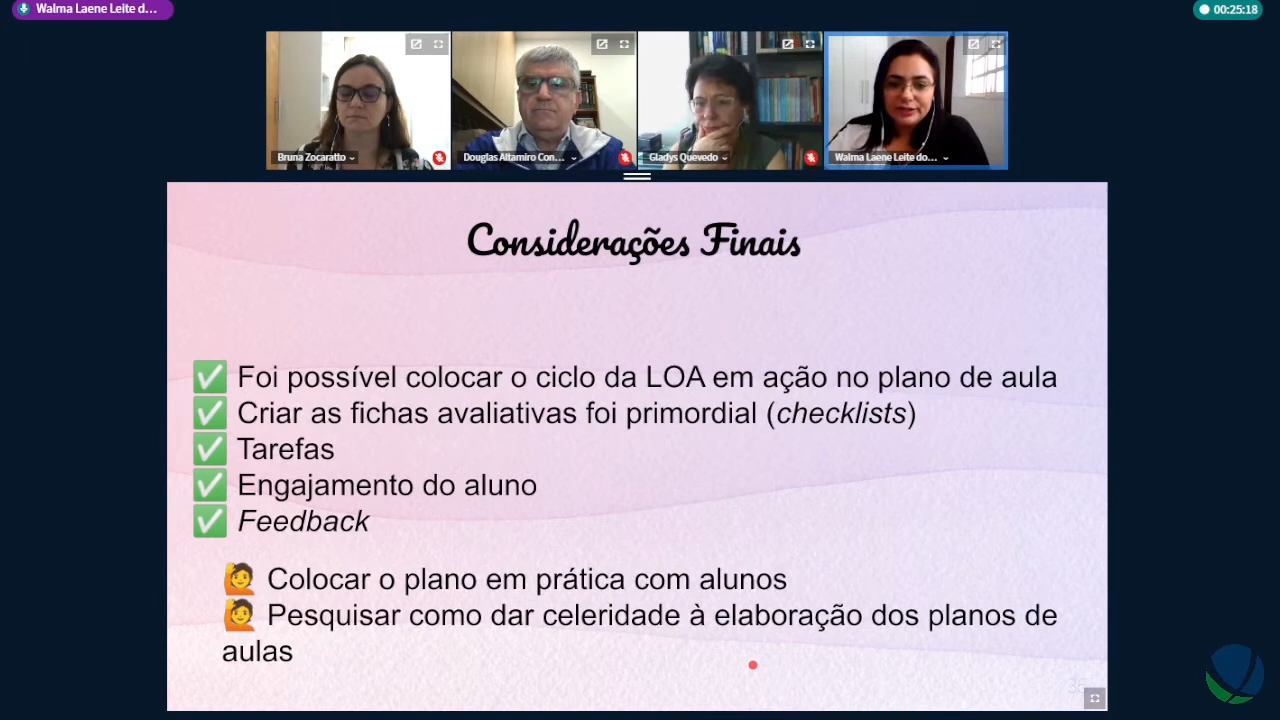 Walma Laene Leite d...
00:25:18
Bruna Zocaratto
Douglas Altamiro Con...
Gladys Quevedo
Walma Laene Leite do...
Considerações Finais
✅ Foi possível colocar o ciclo da LOA em ação no plano de aula
✅ Criar as fichas avaliativas foi primordial (checklists)
✅ Tarefas
✅ Engajamento do aluno
✅ Feedback
🙋 Colocar o plano em prática com alunos
🙋 Pesquisar como dar celeridade à elaboração dos planos de
aulas